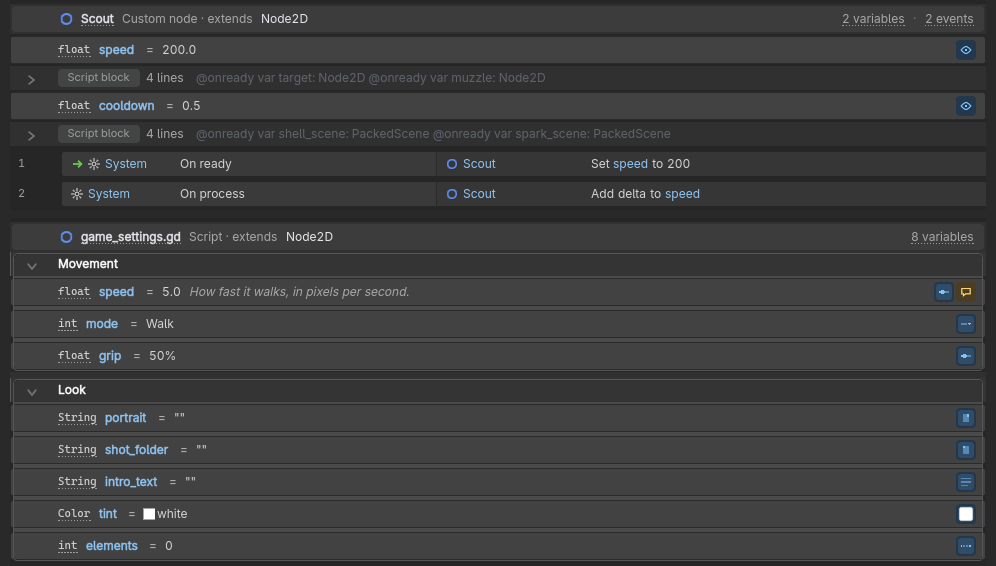 Scout Custom node · extends Node2D 2 variables · 2 events
float speed = 200.0
Script block 4 lines @onready var target: Node2D @onready var muzzle: Node2D
float cooldown = 0.5
Script block 4 lines @onready var shell_scene: PackedScene @onready var spark_scene: PackedScene
1 System On ready Scout Set speed to 200
2 System On process Scout Add delta to speed
game_settings.gd Script · extends Node2D 8 variables
Movement
float speed = 5.0 How fast it walks, in pixels per second.
int mode = Walk
float grip = 50%
Look
String portrait = ""
String shot_folder = ""
String intro_text = ""
Color tint = white
int elements = 0